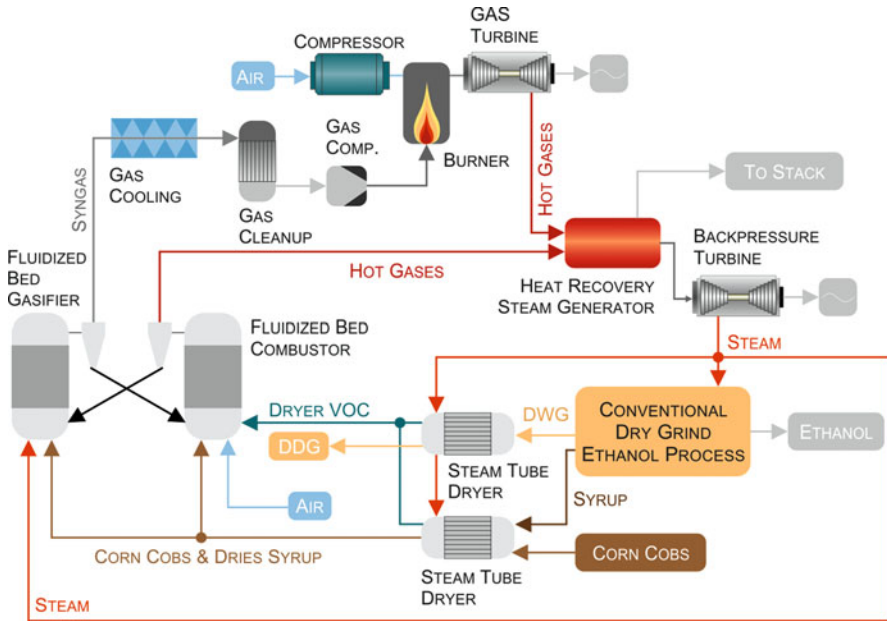 GAS
TURBINE
COMPRESSOR
AIR
GAS
COMP.
BURNER
GAS
COOLING
SYNGAS
GAS
CLEANUP
HOT GASES
TO STACK
FLUIDIZED
BED
GASIFIER
HOT GASES
BACKPRESSURE
TURBINE
HEAT RECOVERY
STEAM GENERATOR
FLUIDIZED BED
COMBUSTOR
STEAM
DRYER VOC
DWG
CONVENTIONAL
DRY GRIND
ETHANOL PROCESS
ETHANOL
DDG
STEAM TUBE
DRYER
SYRUP
AIR
CORN COBS & DRIES SYRUP
CORN COBS
STEAM TUBE
DRYER
STEAM